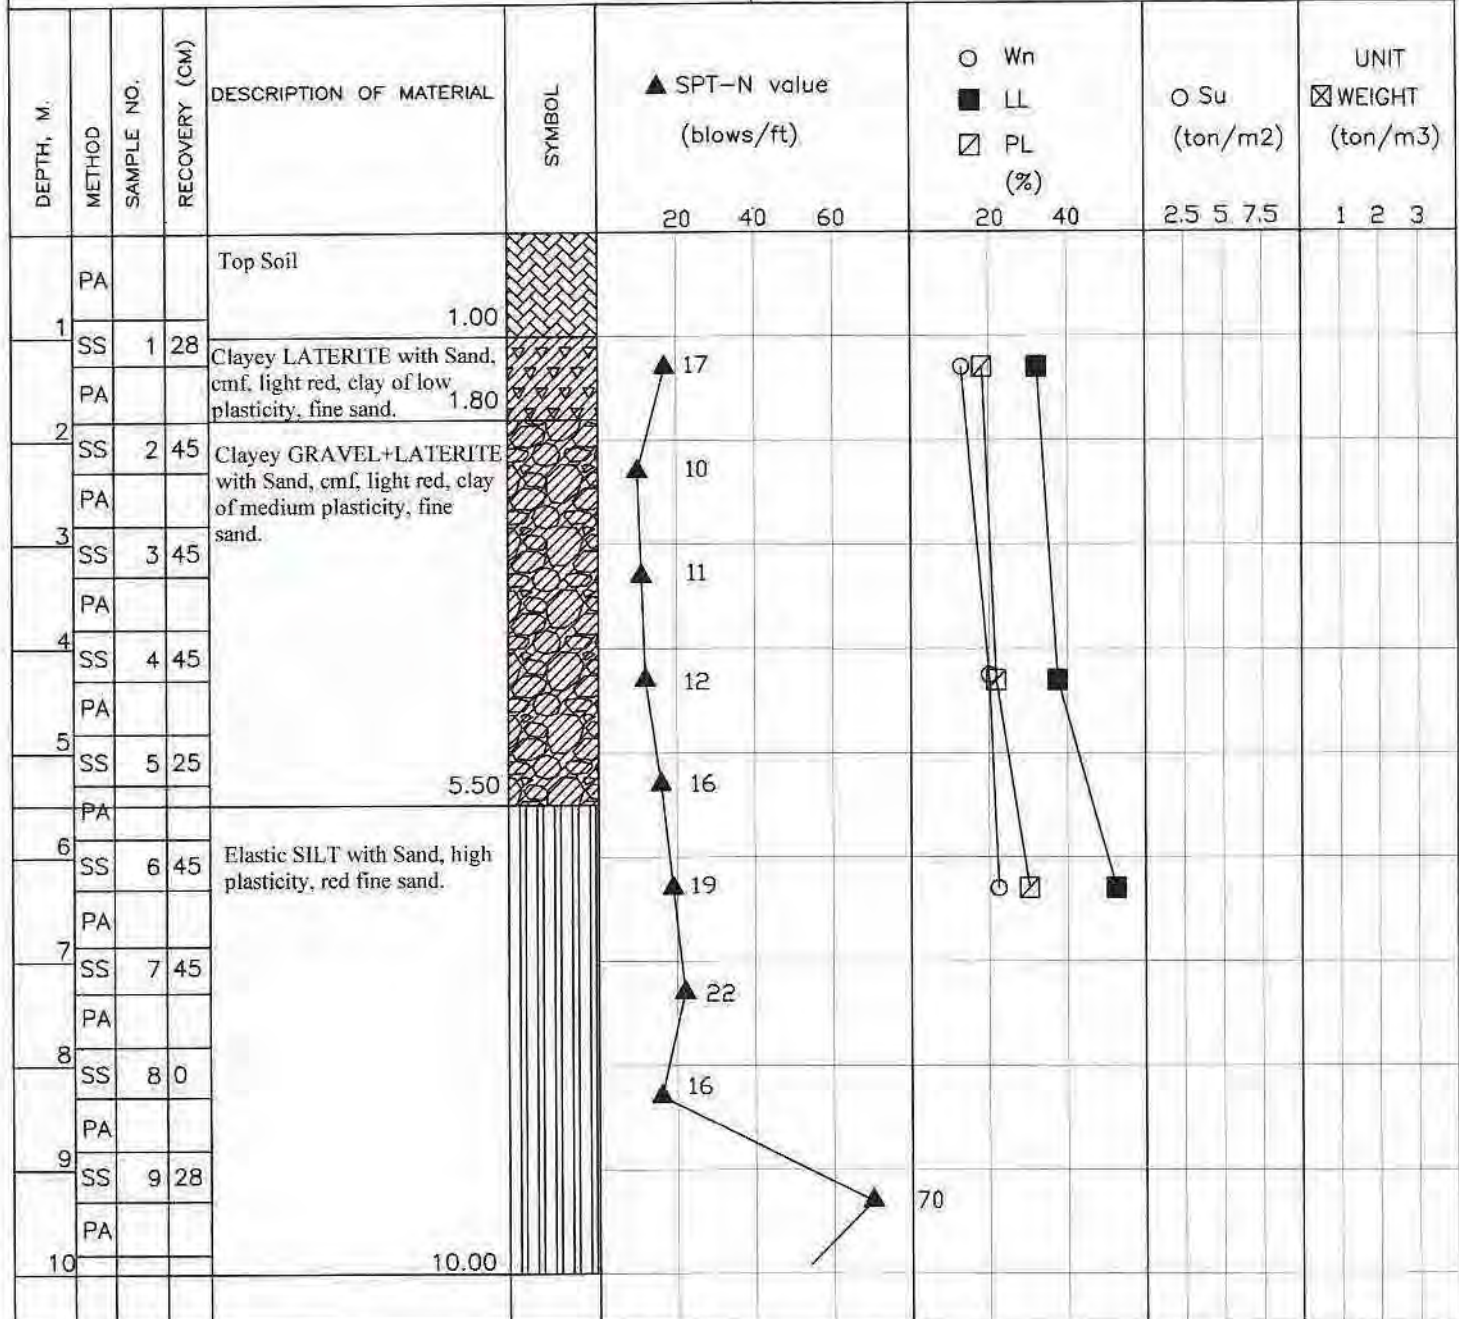 DEPTH, M.
METHOD
SAMPLE NO.
RECOVERY (CM)
DESCRIPTION OF MATERIAL
SYMBOL
SPT-N value
(blows/ft)
20 40 60
Wn
LL
PL
(%)
20 40
Su
(ton/m2)
2.5 5 7.5
UNIT
WEIGHT
(ton/m3)
1 2 3
PA
Top Soil
1.00
1
SS 1 28
Clayey LATERITE with Sand,
cmf, light red, clay of low
plasticity, fine sand.
1.80
17
PA
2
SS 2 45
Clayey GRAVEL+LATERITE
with Sand, cmf, light red, clay
of medium plasticity, fine
sand.
10
PA
3
SS 3 45
11
PA
4
SS 4 45
12
PA
5
SS 5 25
5.50
16
PA
6
SS 6 45
Elastic SILT with Sand, high
plasticity, red fine sand.
19
PA
7
SS 7 45
22
PA
8
SS 8 0
16
PA
9
SS 9 28
70
PA
10
10.00